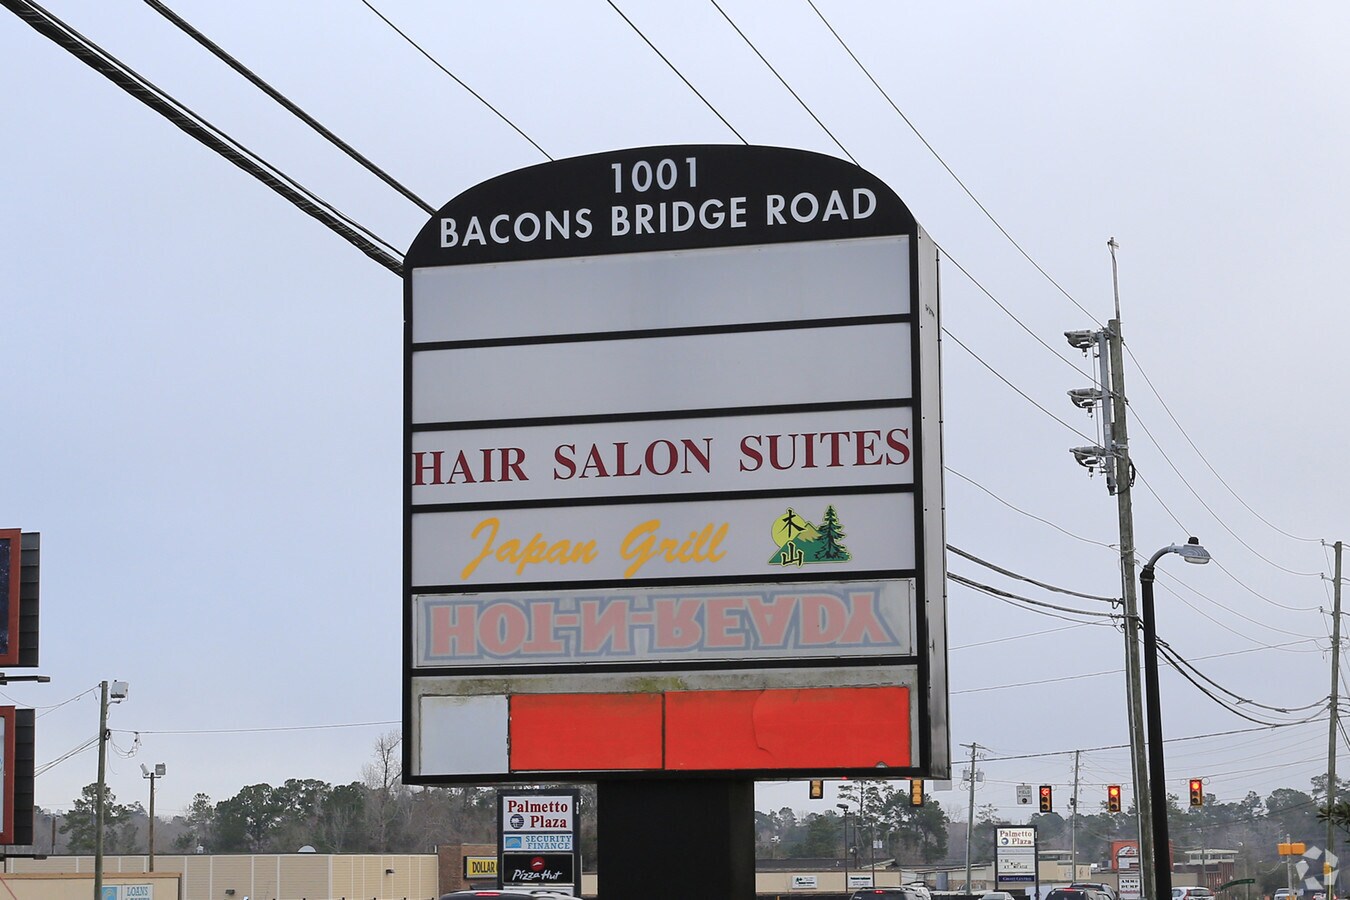 1001
BACONS BRIDGE ROAD
HAIR SALON SUITES
Japan Grill
木
山
HOT-N-READY
Palmetto
Plaza
SECURITY
FINANCE
Pizza Hut
DOLLAR
LOANS
Palmetto
Plaza